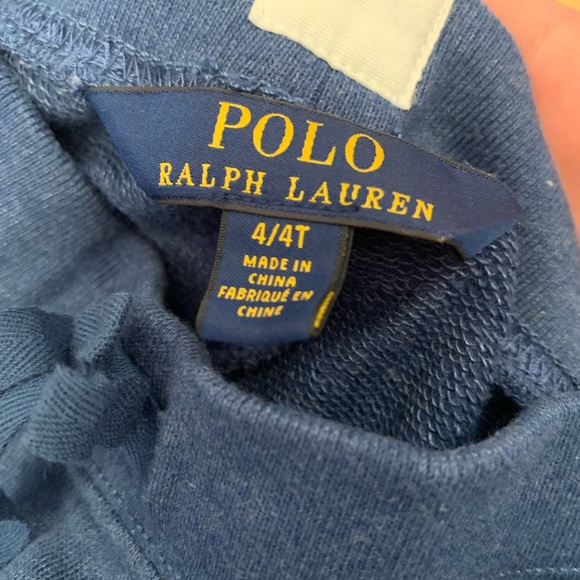 POLO
RALPH LAUREN
4/4T
MADE IN
CHINA
FABRIQUÉ EN
CHINE